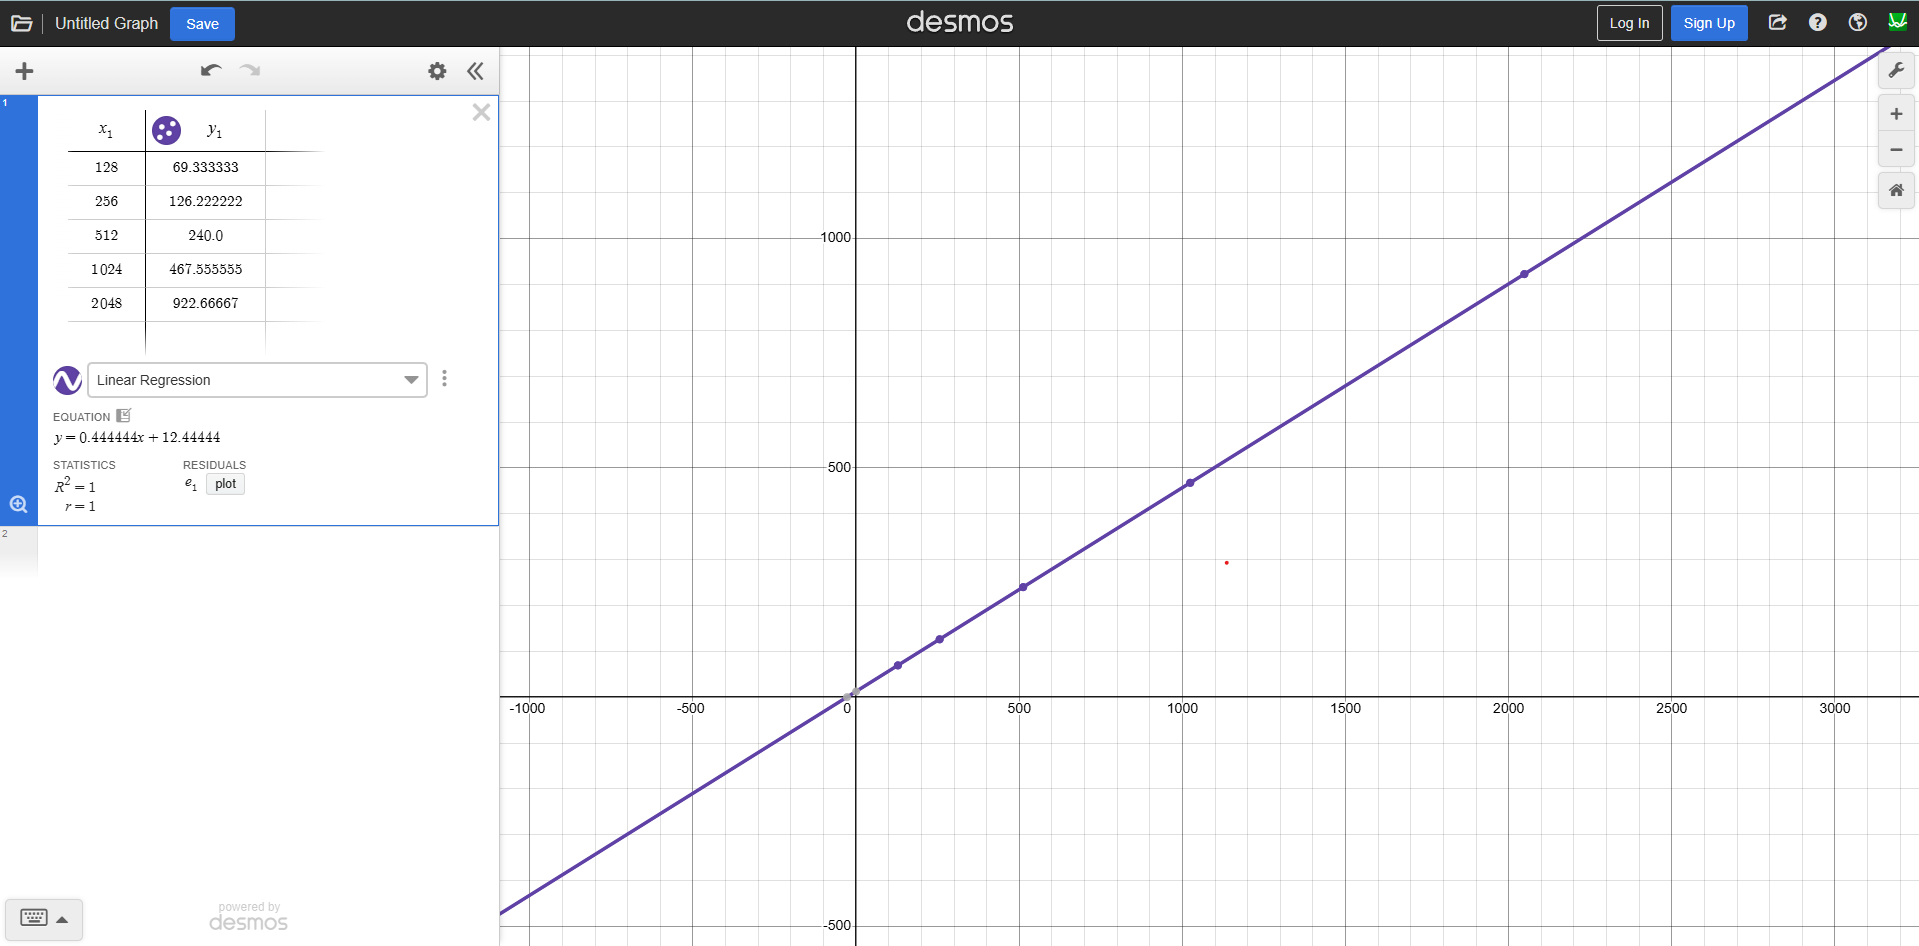 Untitled Graph Save desmos Log In Sign Up
1
x₁ y₁
128 69.333333
256 126.222222
512 240.0
1024 467.555555
2048 922.66667
Linear Regression
EQUATION
y = 0.444444x + 12.44444
STATISTICS RESIDUALS
R² = 1 e₁ plot
r = 1
2
powered by
desmos
1000
500
-1000 -500 0 500 1000 1500 2000 2500 3000
-500